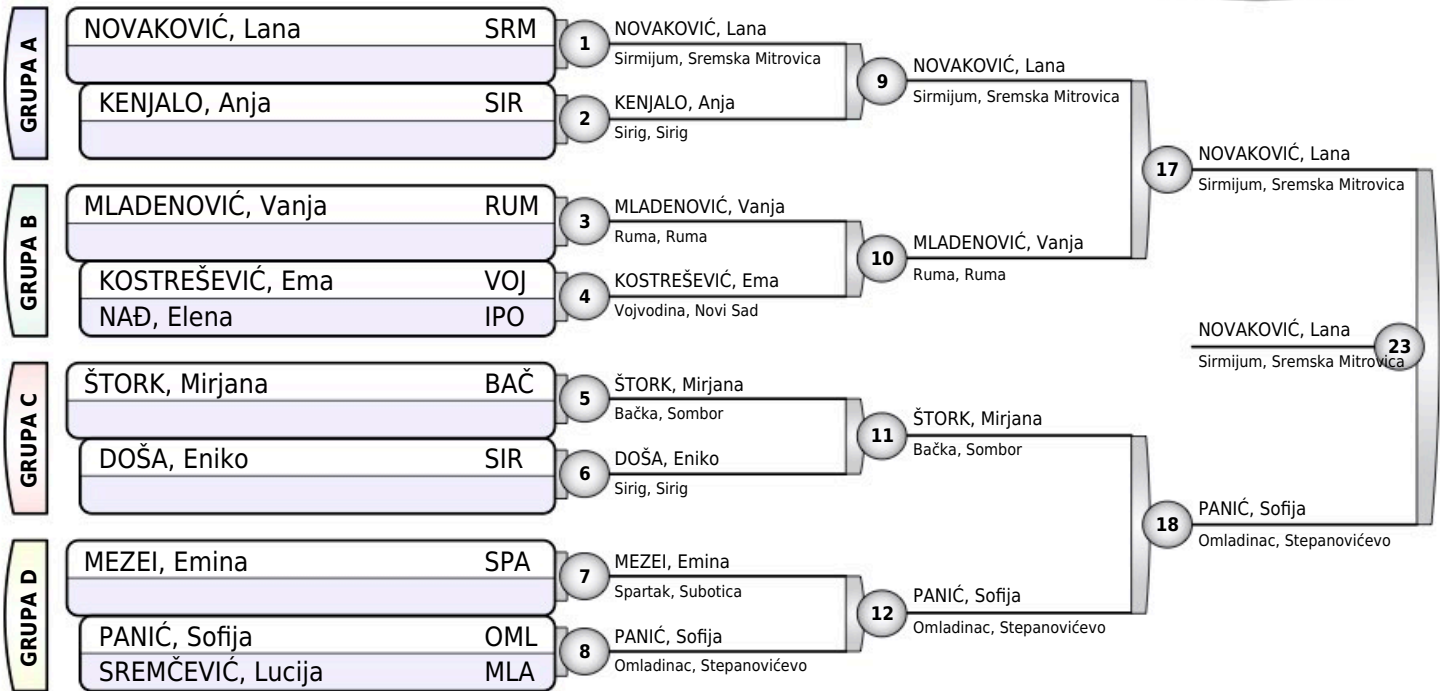 GRUPA A
NOVAKOVIĆ, Lana SRM
KENJALO, Anja SIR
GRUPA B
MLADENOVIĆ, Vanja RUM
KOSTREŠEVIĆ, Ema VOJ
NAĐ, Elena IPO
GRUPA C
ŠTORK, Mirjana BAČ
DOŠA, Eniko SIR
GRUPA D
MEZEI, Emina SPA
PANIĆ, Sofija OML
SREMČEVIĆ, Lucija MLA
1 NOVAKOVIĆ, Lana
Sirmijum, Sremska Mitrovica
2 KENJALO, Anja
Sirig, Sirig
3 MLADENOVIĆ, Vanja
Ruma, Ruma
4 KOSTREŠEVIĆ, Ema
Vojvodina, Novi Sad
5 ŠTORK, Mirjana
Bačka, Sombor
6 DOŠA, Eniko
Sirig, Sirig
7 MEZEI, Emina
Spartak, Subotica
8 PANIĆ, Sofija
Omladinac, Stepanovićevo
9 NOVAKOVIĆ, Lana
Sirmijum, Sremska Mitrovica
10 MLADENOVIĆ, Vanja
Ruma, Ruma
11 ŠTORK, Mirjana
Bačka, Sombor
12 PANIĆ, Sofija
Omladinac, Stepanovićevo
17 NOVAKOVIĆ, Lana
Sirmijum, Sremska Mitrovica
18 PANIĆ, Sofija
Omladinac, Stepanovićevo
NOVAKOVIĆ, Lana 23
Sirmijum, Sremska Mitrovica